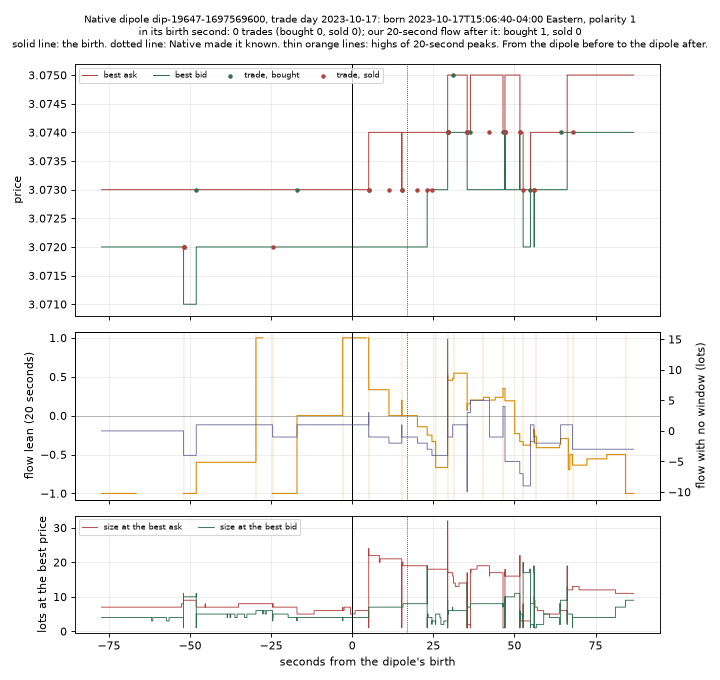 Native dipole dip-19647-1697569600, trade day 2023-10-17: born 2023-10-17T15:06:40-04:00 Eastern, polarity 1
in its birth second: 0 trades (bought 0, sold 0); our 20-second flow after it: bought 1, sold 0
solid line: the birth. dotted line: Native made it known. thin orange lines: highs of 20-second peaks. From the dipole before to the dipole after.
best ask
best bid
trade, bought
trade, sold
3.0750
3.0745
3.0740
3.0735
3.0730
3.0725
3.0720
3.0715
3.0710
price
1.0
0.5
0.0
−0.5
−1.0
flow lean (20 seconds)
15
10
5
0
−5
−10
flow with no window (lots)
size at the best ask
size at the best bid
30
20
10
0
lots at the best price
−75
−50
−25
0
25
50
75
seconds from the dipole's birth